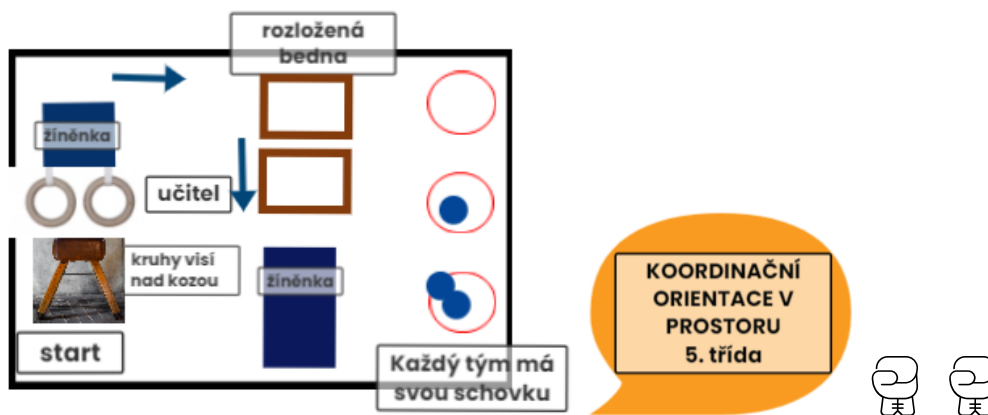 rozložená
bedna
žíněnka
učitel
kruhy visí
nad kozou
žíněnka
start
Každý tým má
svou schovku
KOORDINAČNÍ
ORIENTACE V
PROSTORU
5. třída